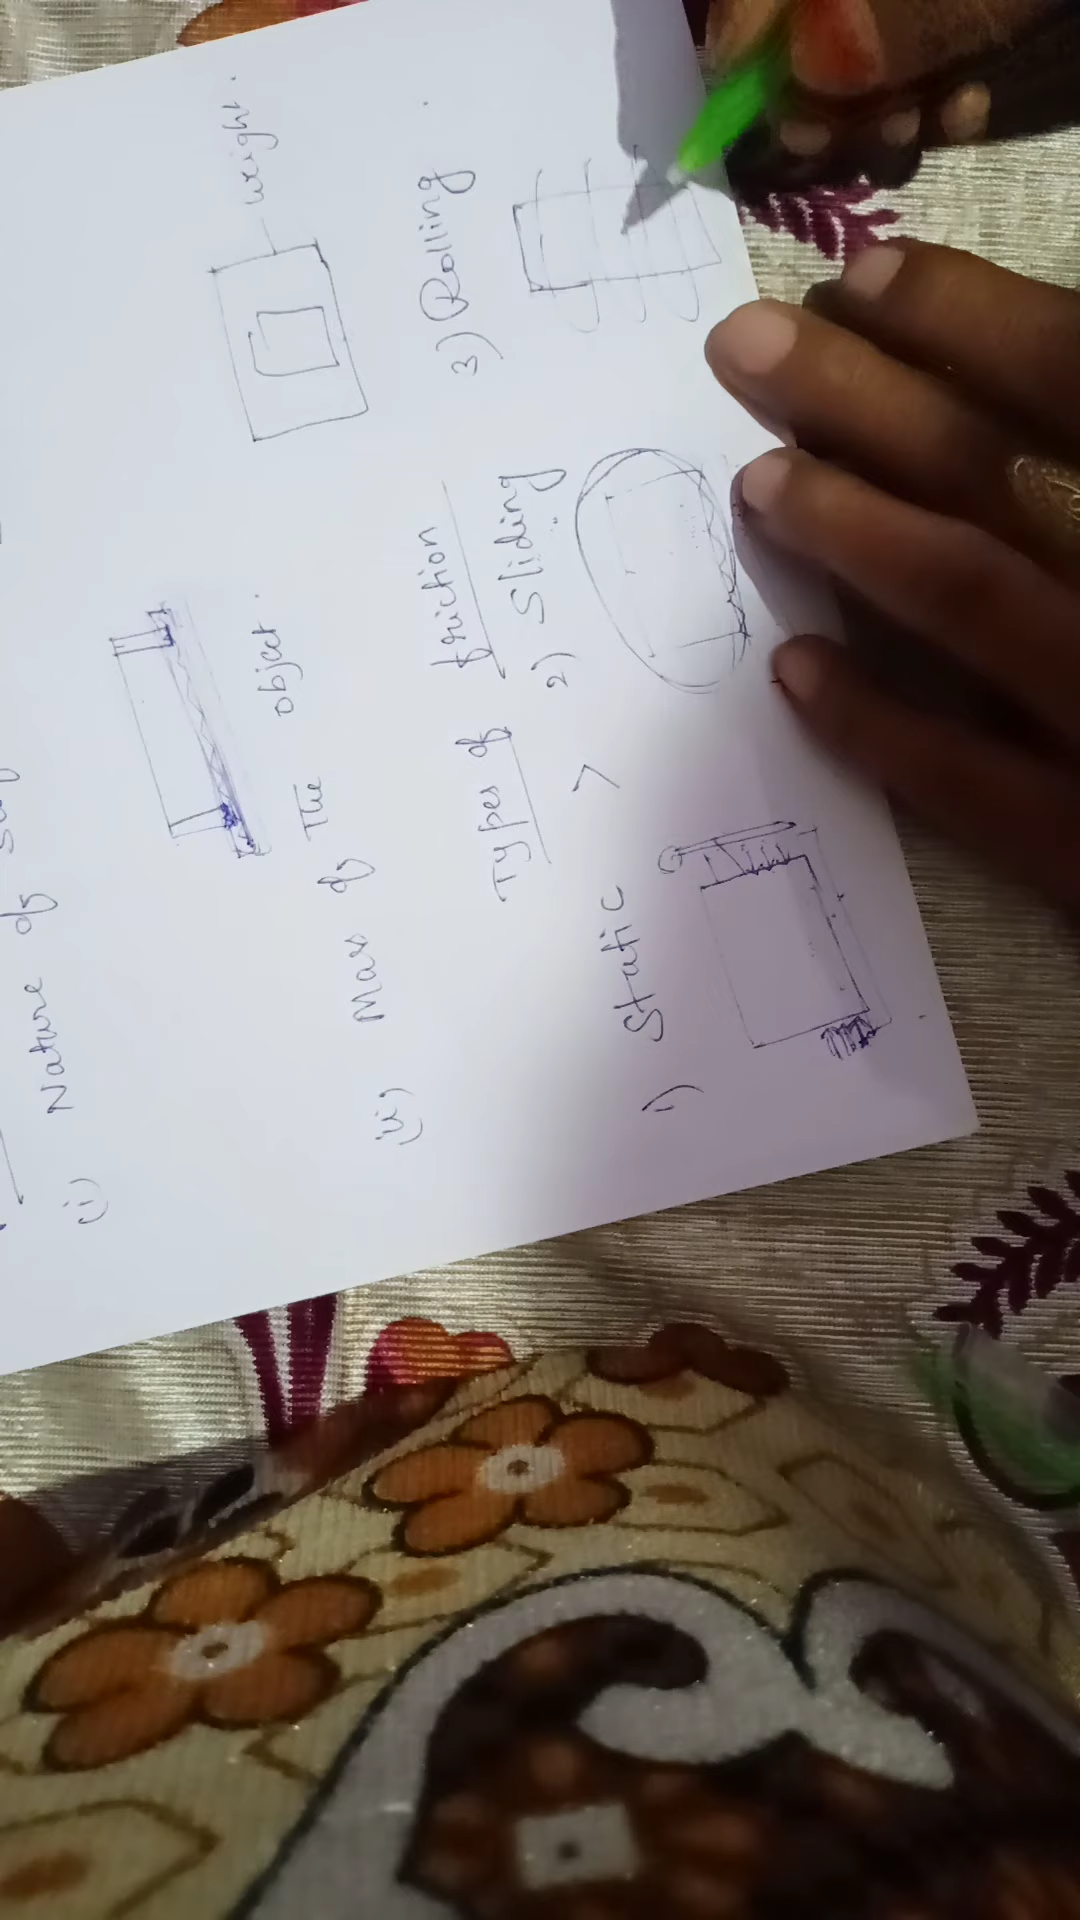 (i) Nature of
weight.
(ii) Mass of The object.
Types of friction
1) Static > 2) Sliding 3) Rolling